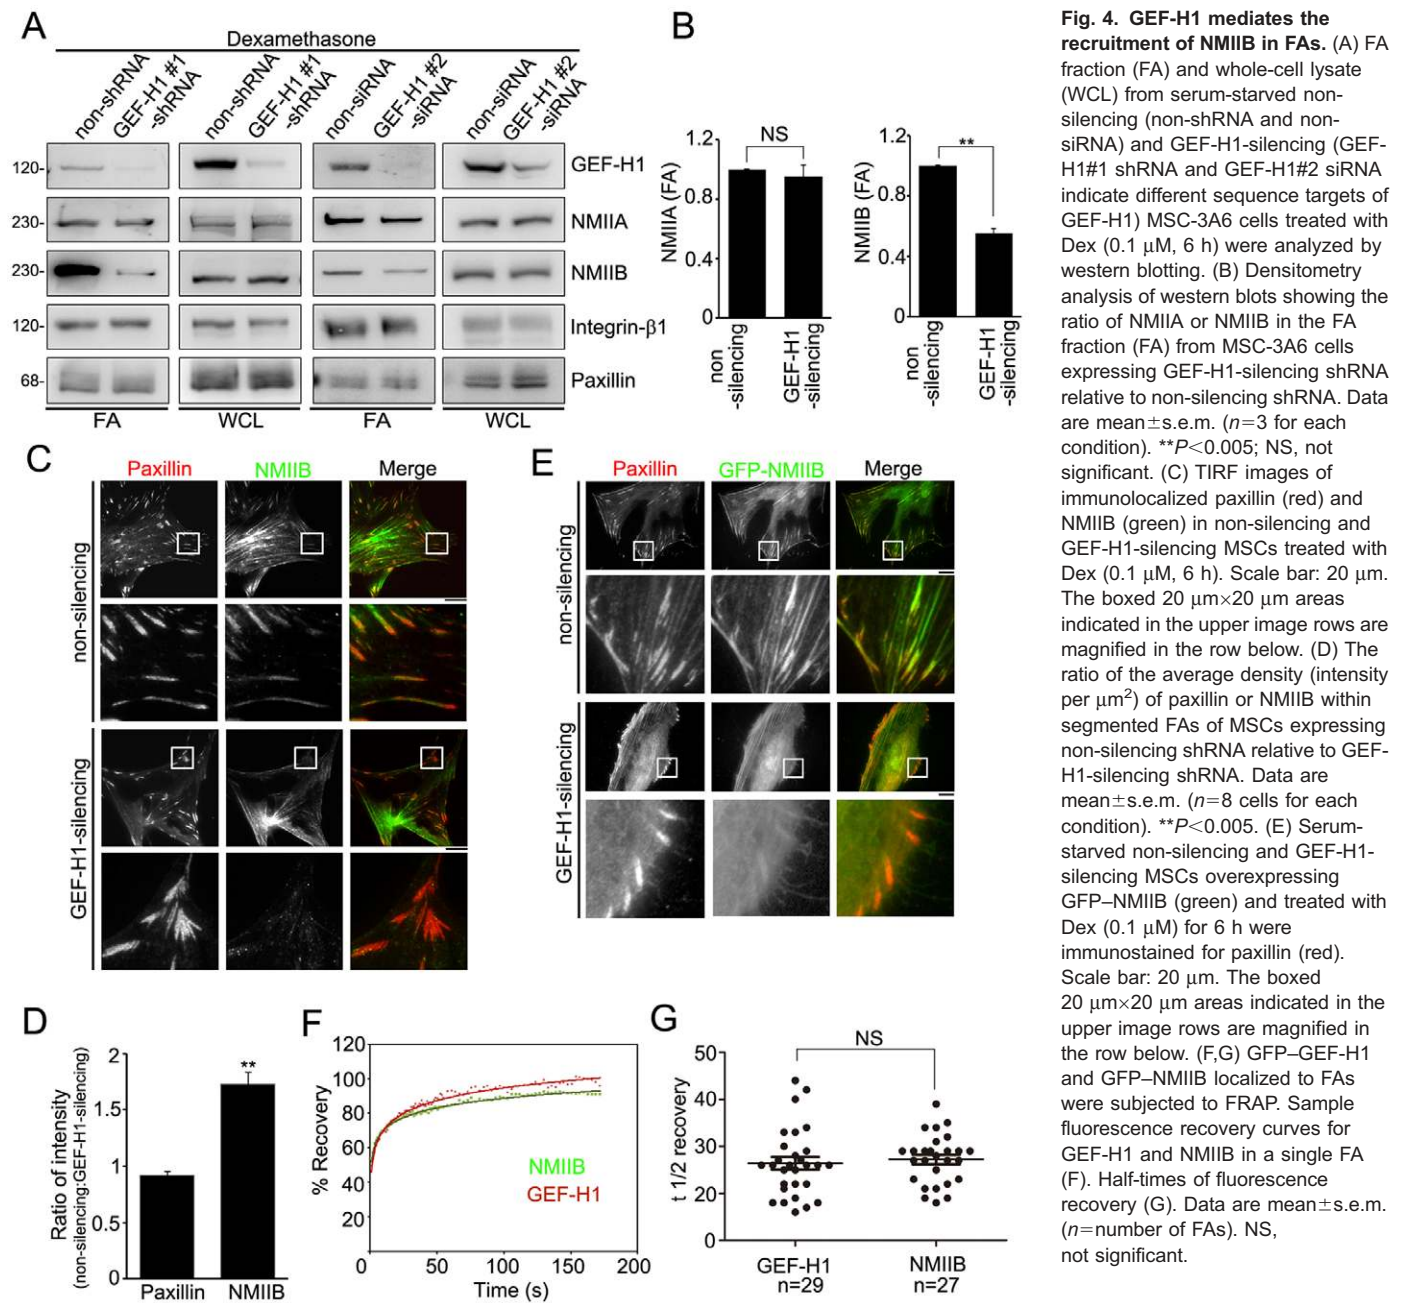 A
Dexamethasone
non-shRNA
GEF-H1 #1
-shRNA
non-shRNA
GEF-H1 #1
-shRNA
non-siRNA
GEF-H1 #2
-siRNA
non-siRNA
GEF-H1 #2
-siRNA
120-
GEF-H1
230-
NMIIA
230-
NMIIB
120-
Integrin-β1
68-
Paxillin
FA
WCL
FA
WCL
B
NMIIA (FA)
1.2
0.8
0.4
0
NS
non
-silencing
GEF-H1
-silencing
NMIIB (FA)
1.2
0.8
0.4
0
**
non
-silencing
GEF-H1
-silencing
C
Paxillin
NMIIB
Merge
non-silencing
GEF-H1-silencing
E
Paxillin
GFP-NMIIB
Merge
non-silencing
GEF-H1-silencing
D
Ratio of intensity
(non-silencing:GEF-H1-silencing)
2
1.5
1
0.5
0
**
Paxillin
NMIIB
F
% Recovery
120
100
80
60
40
20
NMIIB
GEF-H1
0
50
100
150
200
Time (s)
G
t 1/2 recovery
50
40
30
20
0
NS
GEF-H1
n=29
NMIIB
n=27
Fig. 4. GEF-H1 mediates the
recruitment of NMIIB in FAs. (A) FA
fraction (FA) and whole-cell lysate
(WCL) from serum-starved non-
silencing (non-shRNA and non-
siRNA) and GEF-H1-silencing (GEF-
H1#1 shRNA and GEF-H1#2 siRNA
indicate different sequence targets of
GEF-H1) MSC-3A6 cells treated with
Dex (0.1 μM, 6 h) were analyzed by
western blotting. (B) Densitometry
analysis of western blots showing the
ratio of NMIIA or NMIIB in the FA
fraction (FA) from MSC-3A6 cells
expressing GEF-H1-silencing shRNA
relative to non-silencing shRNA. Data
are mean±s.e.m. (n=3 for each
condition). **P<0.005; NS, not
significant. (C) TIRF images of
immunolocalized paxillin (red) and
NMIIB (green) in non-silencing and
GEF-H1-silencing MSCs treated with
Dex (0.1 μM, 6 h). Scale bar: 20 μm.
The boxed 20 μm×20 μm areas
indicated in the upper image rows are
magnified in the row below. (D) The
ratio of the average density (intensity
per μm²) of paxillin or NMIIB within
segmented FAs of MSCs expressing
non-silencing shRNA relative to GEF-
H1-silencing shRNA. Data are
mean±s.e.m. (n=8 cells for each
condition). **P<0.005. (E) Serum-
starved non-silencing and GEF-H1-
silencing MSCs overexpressing
GFP–NMIIB (green) and treated with
Dex (0.1 μM) for 6 h were
immunostained for paxillin (red).
Scale bar: 20 μm. The boxed
20 μm×20 μm areas indicated in the
upper image rows are magnified in
the row below. (F,G) GFP–GEF-H1
and GFP–NMIIB localized to FAs
were subjected to FRAP. Sample
fluorescence recovery curves for
GEF-H1 and NMIIB in a single FA
(F). Half-times of fluorescence
recovery (G). Data are mean±s.e.m.
(n=number of FAs). NS,
not significant.